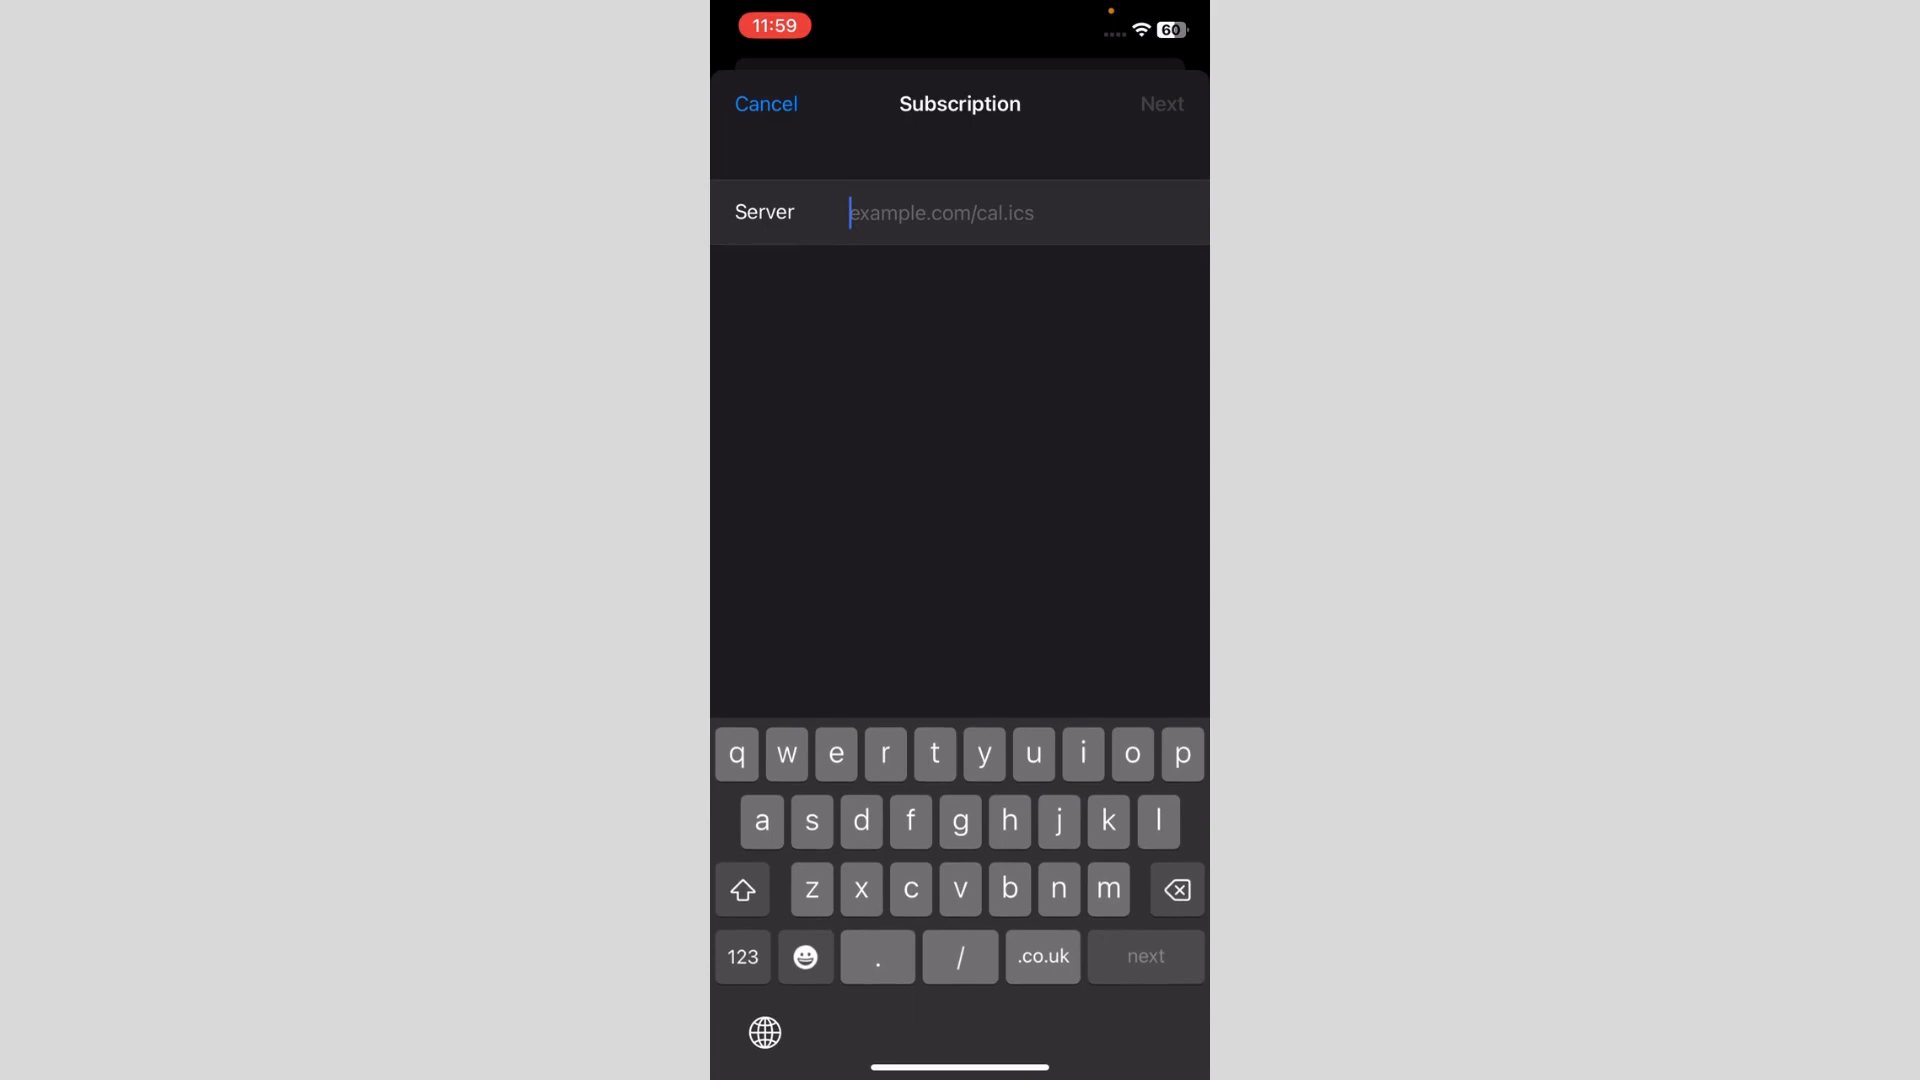 11:59
60
Cancel Subscription Next
Server example.com/cal.ics
q w e r t y u i o p
a s d f g h j k l
z x c v b n m
123 . / .co.uk next